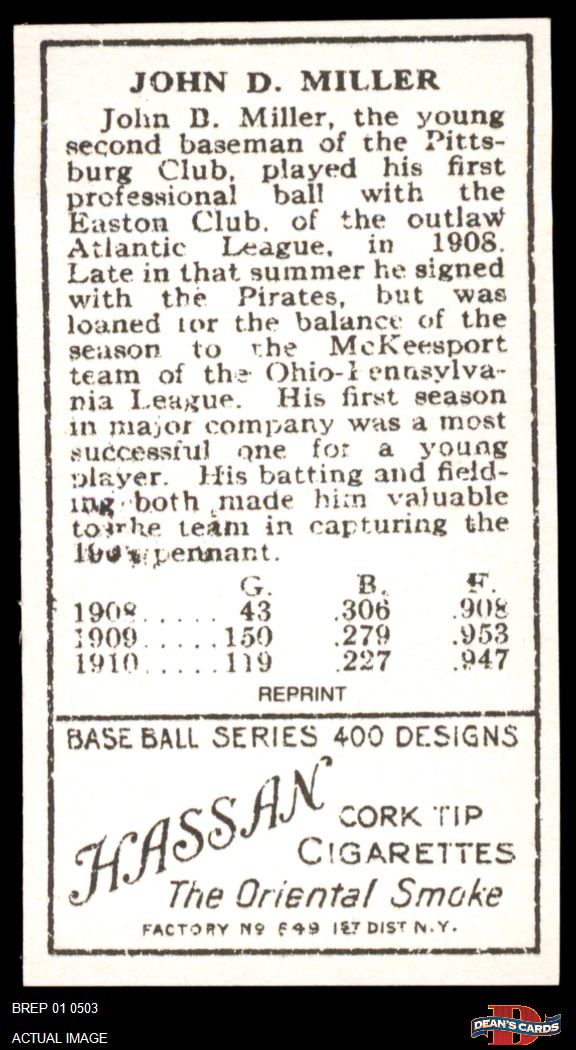 JOHN D. MILLER
John D. Miller, the young
second baseman of the Pitts-
burg Club, played his first
professional ball with the
Easton Club, of the outlaw
Atlantic League, in 1908.
Late in that summer he signed
with the Pirates, but was
loaned for the balance of the
season to the McKeesport
team of the Ohio-Pennsylva-
nia League. His first season
in major company was a most
successful one for a young
player. His batting and field-
ing both made him valuable
to the team in capturing the
pennant.
G. B. F.
1908..... 43 .306 .908
1909..... 150 .279 .953
1910..... 119 .227 .947
REPRINT
BASE BALL SERIES 400 DESIGNS
HASSAN
CORK TIP
CIGARETTES
The Oriental Smoke
FACTORY No 649 1ST DIST N.Y.
BREP 01 0503
ACTUAL IMAGE
D
DEAN'S CARDS